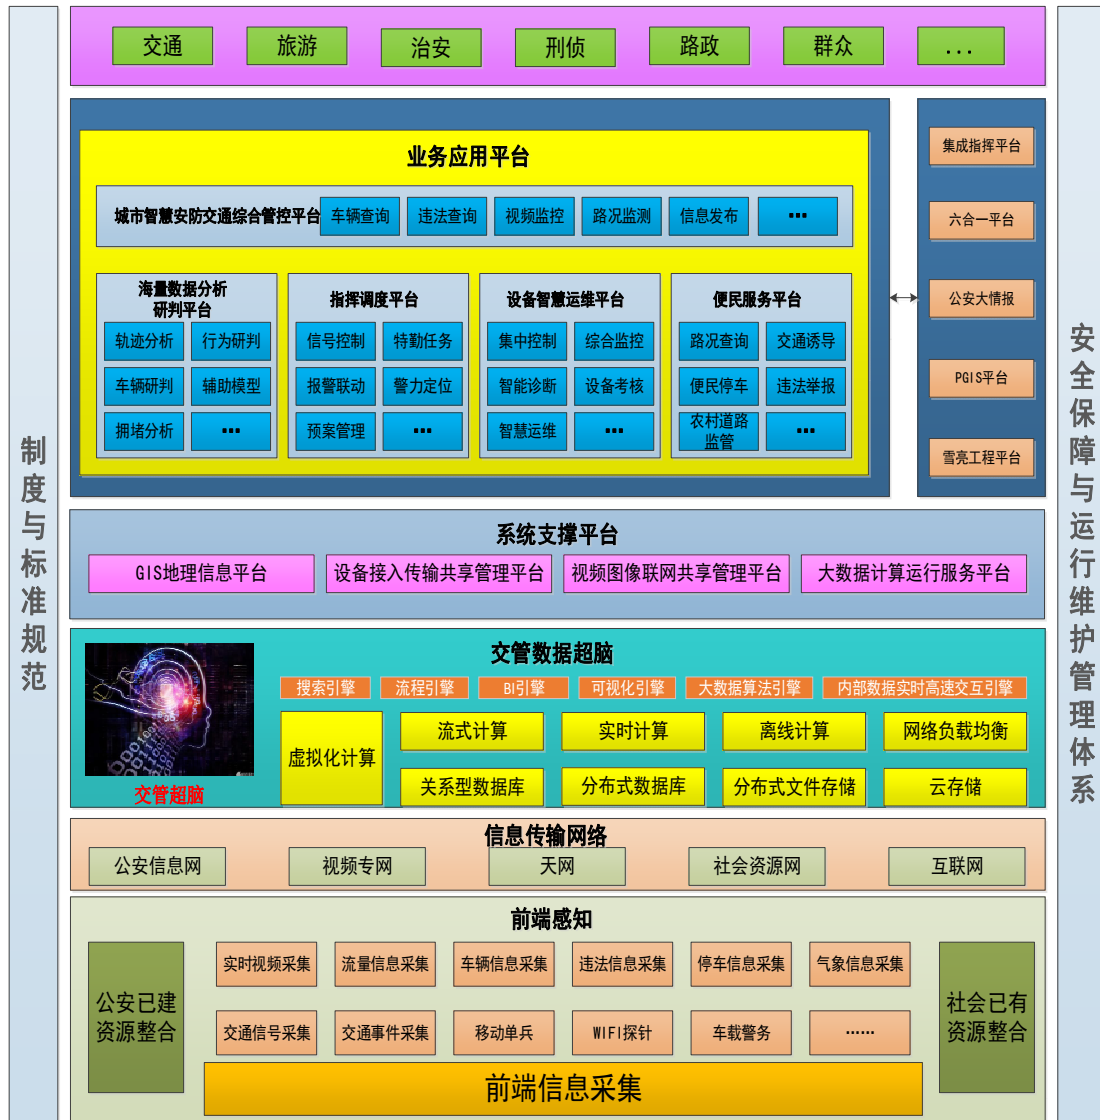 制度与标准规范
交通
旅游
治安
刑侦
路政
群众
...
业务应用平台
城市智慧安防交通综合管控平台
车辆查询
违法查询
视频监控
路况监测
信息发布
...
海量数据分析
研判平台
轨迹分析
行为研判
车辆研判
辅助模型
拥堵分析
...
指挥调度平台
信号控制
特勤任务
报警联动
警力定位
预案管理
...
设备智慧运维平台
集中控制
综合监控
智能诊断
设备考核
智慧运维
...
便民服务平台
路况查询
交通诱导
便民停车
违法举报
农村道路
监管
...
集成指挥平台
六合一平台
公安大情报
PGIS平台
雪亮工程平台
系统支撑平台
GIS地理信息平台
设备接入传输共享管理平台
视频图像联网共享管理平台
大数据计算运行服务平台
交管数据超脑
交管超脑
搜索引擎
流程引擎
BI引擎
可视化引擎
大数据算法引擎
内部数据实时高速交互引擎
虚拟化计算
流式计算
实时计算
离线计算
网络负载均衡
关系型数据库
分布式数据库
分布式文件存储
云存储
信息传输网络
公安信息网
视频专网
天网
社会资源网
互联网
前端感知
公安已建
资源整合
实时视频采集
流量信息采集
车辆信息采集
违法信息采集
停车信息采集
气象信息采集
交通信号采集
交通事件采集
移动单兵
WIFI探针
车载警务
……
前端信息采集
社会已有
资源整合
安全保障与运行维护管理体系